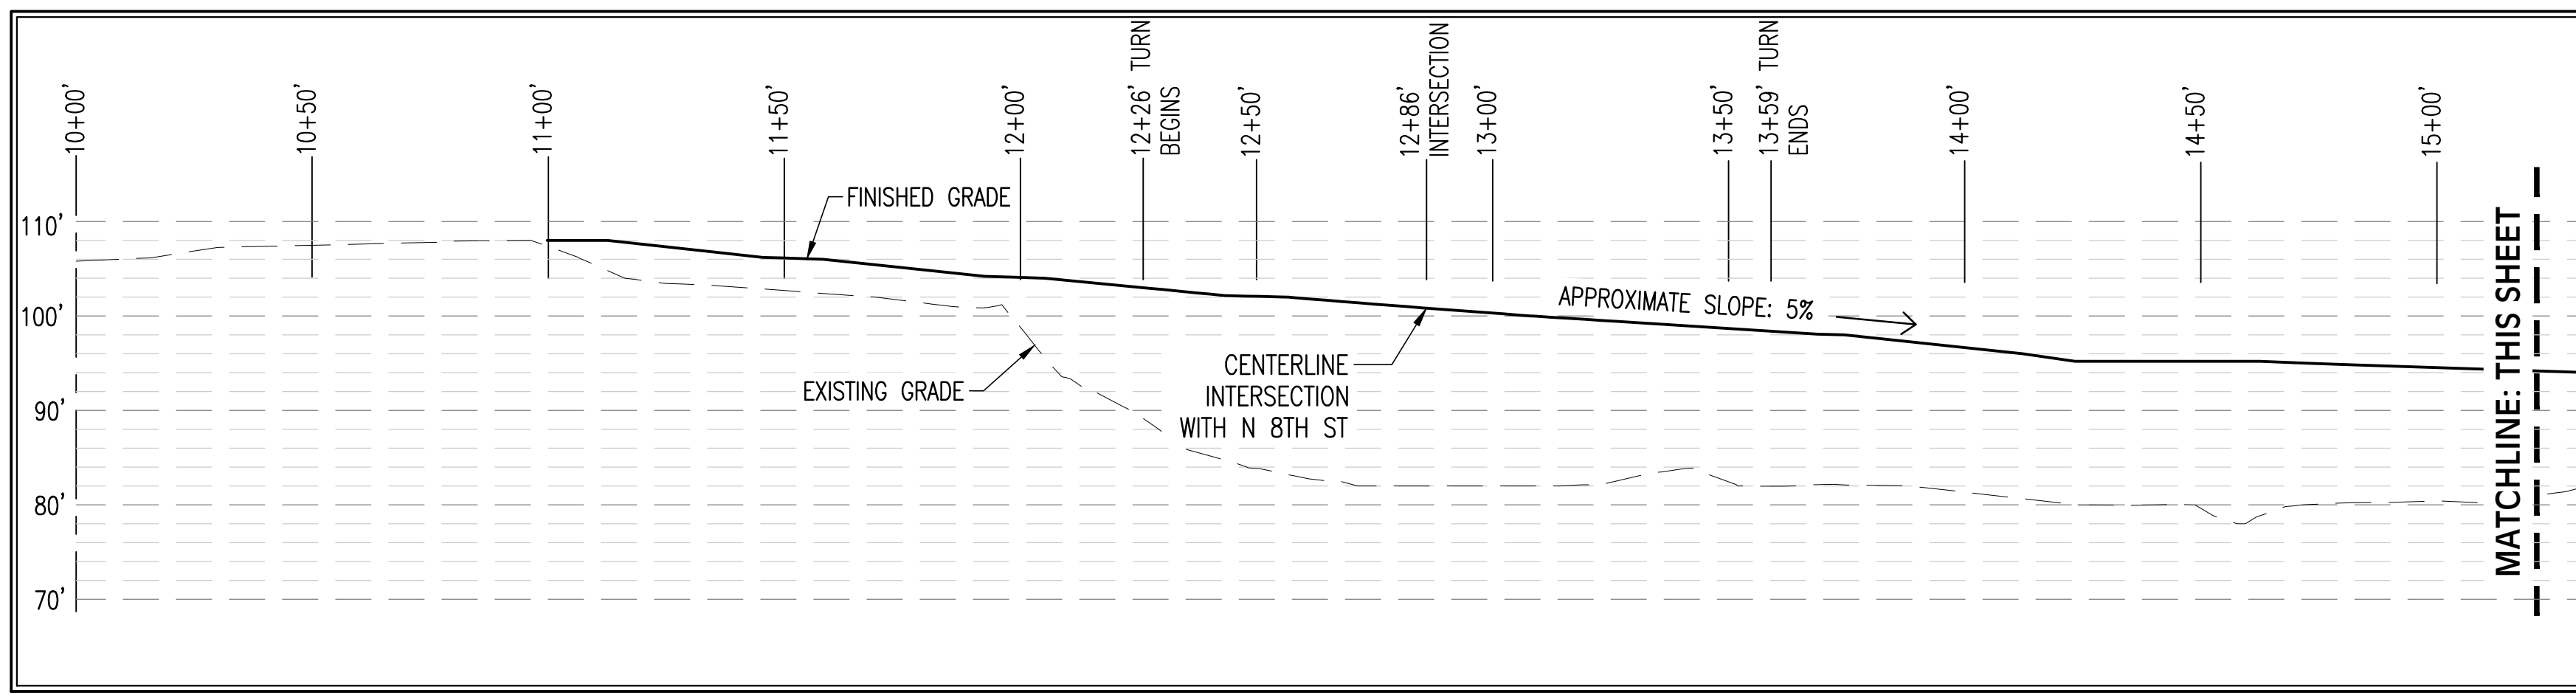 10+00'
10+50'
11+00'
11+50'
12+00'
12+26' TURN
BEGINS
12+50'
12+86'
INTERSECTION
13+00'
13+50'
13+59' TURN
ENDS
14+00'
14+50'
15+00'
110'
100'
90'
80'
70'
FINISHED GRADE
EXISTING GRADE
CENTERLINE
INTERSECTION
WITH N 8TH ST
APPROXIMATE SLOPE: 5%
MATCHLINE: THIS SHEET